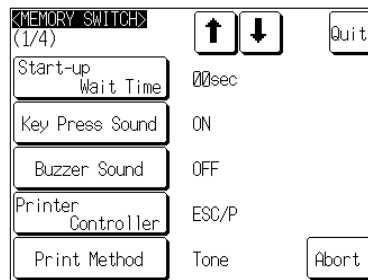 <MEMORY SWITCH>
(1/4)
Quit
Start-up
Wait Time
00sec
Key Press Sound
ON
Buzzer Sound
OFF
Printer
Controller
ESC/P
Print Method
Tone
Abort